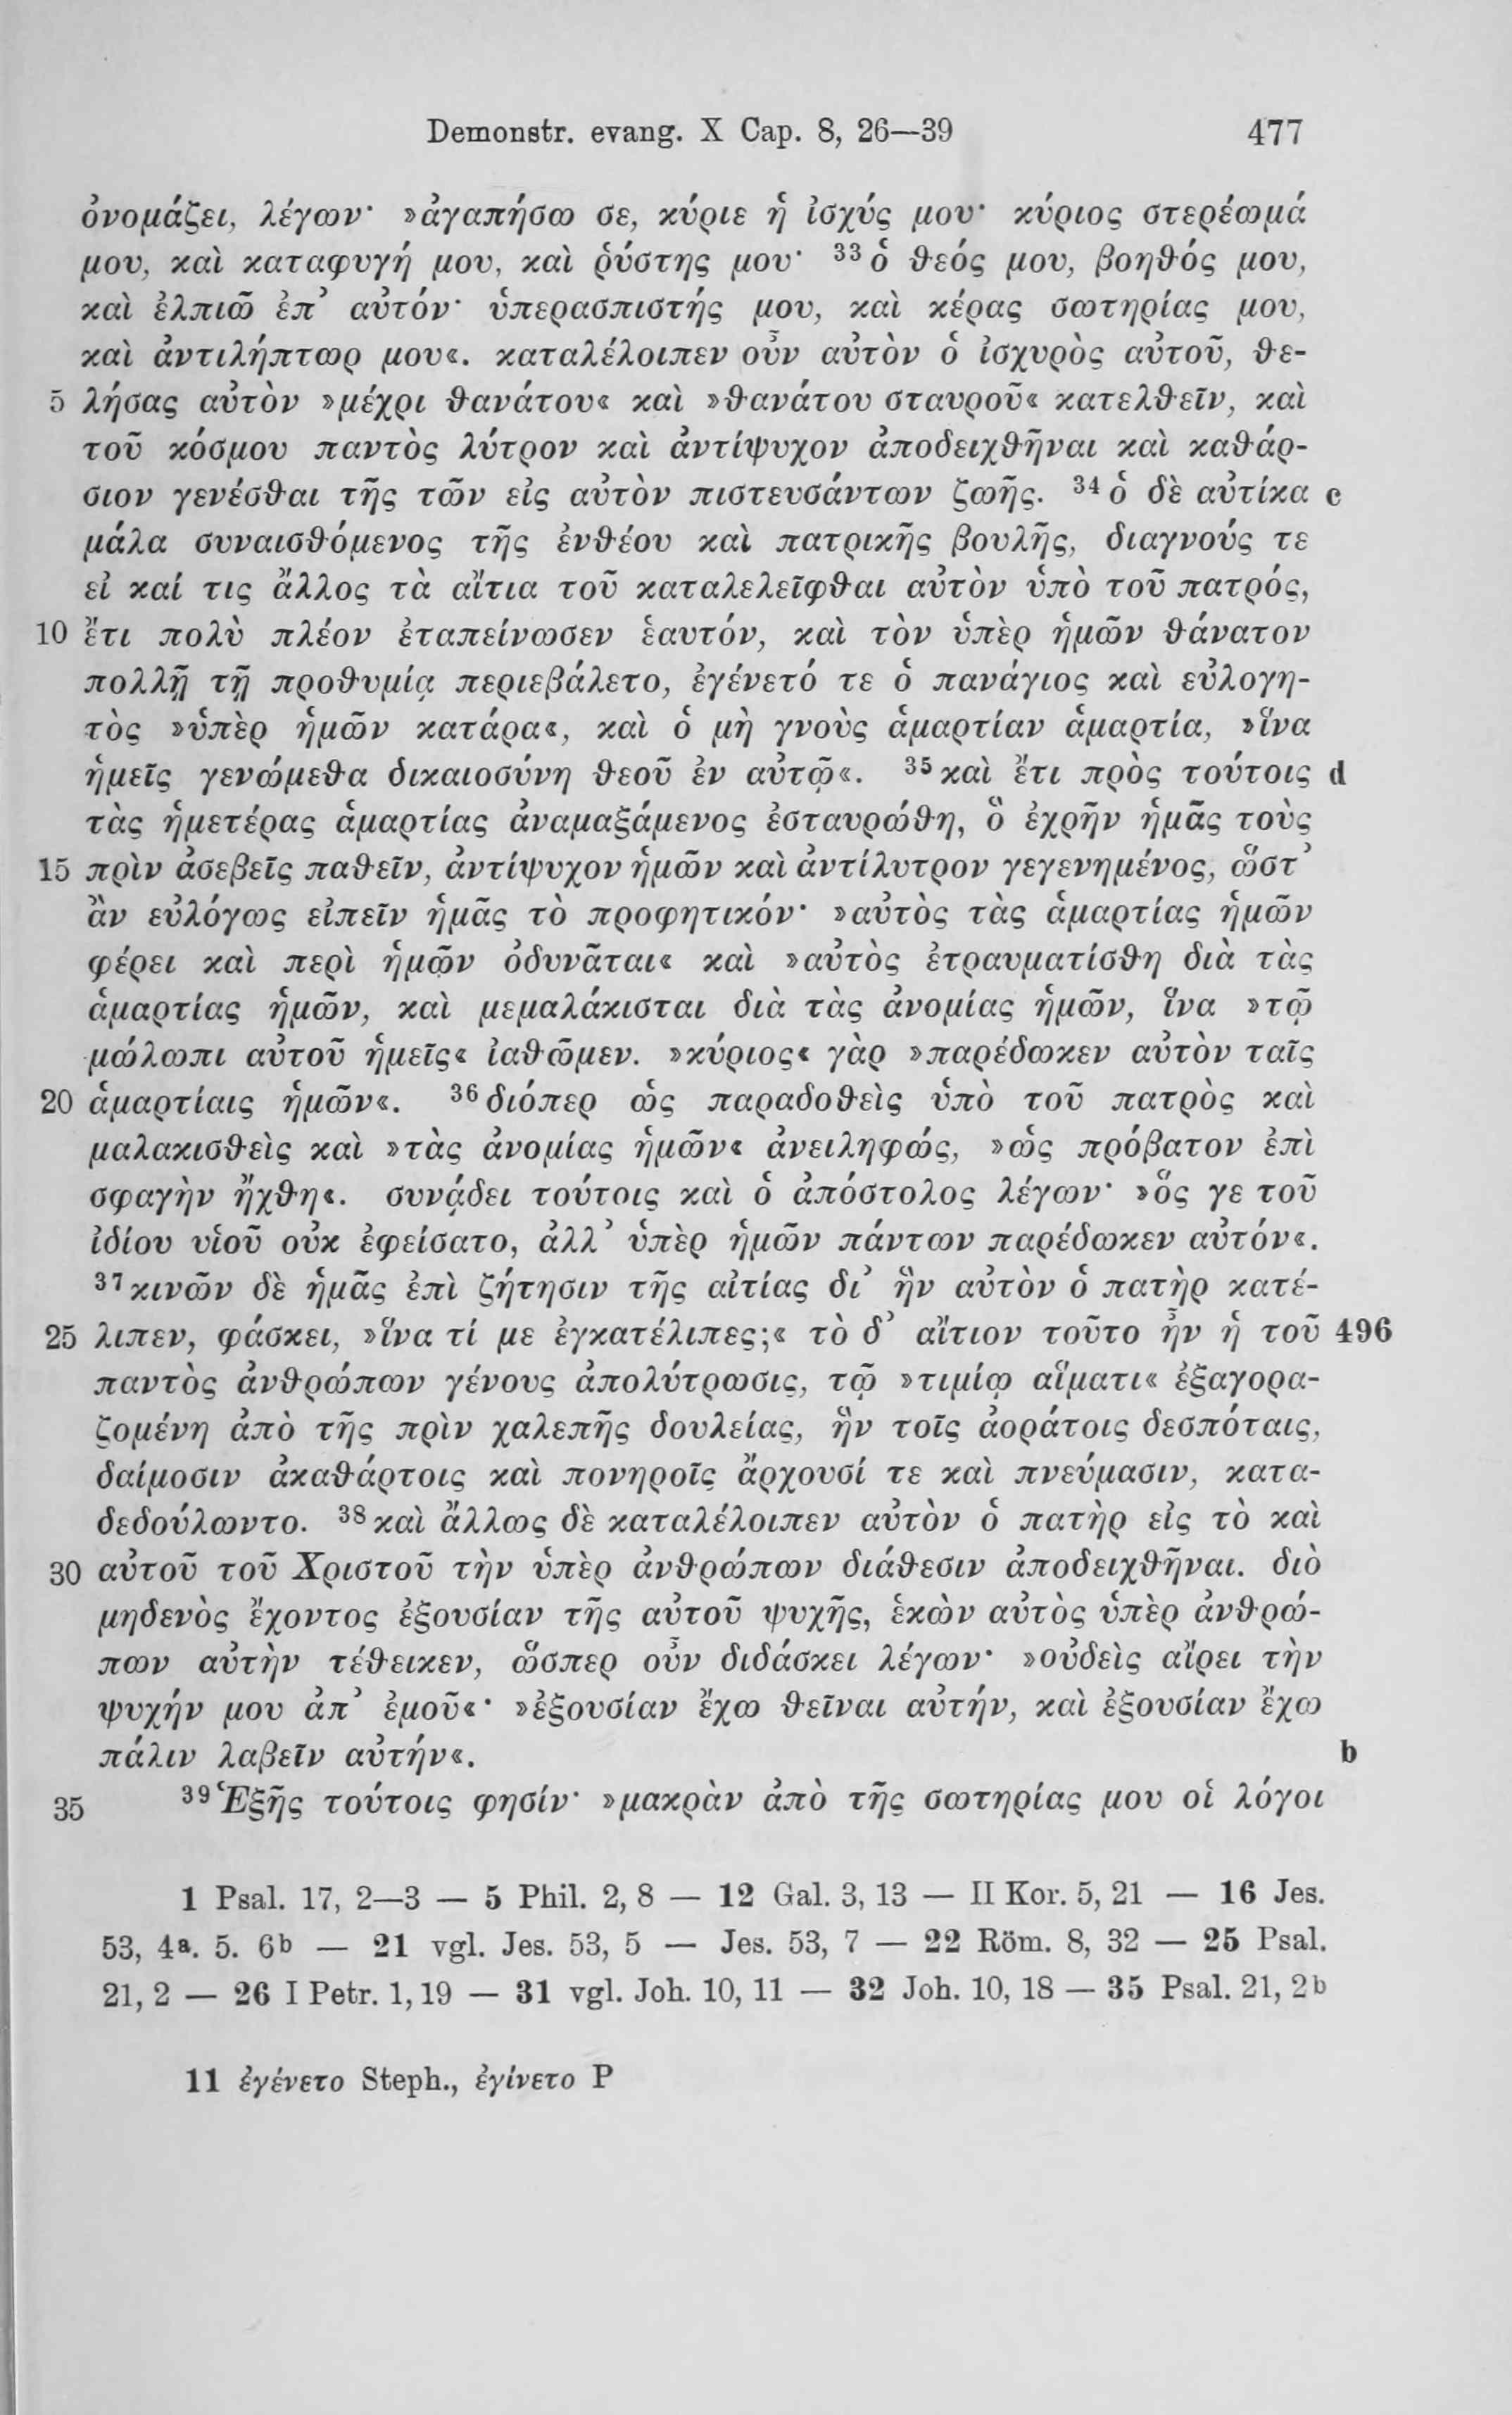 Demonstr. evang. X Cap. 8, 26—39 477
ὀνομάζει, λέγων· »ἀγαπήσω σε, κύριε ἡ ἰσχύς μου· κύριος στερέωμά
μου, καὶ καταφυγή μου, καὶ ῥύστης μου· ³³ ὁ θεός μου, βοηθός μου,
καὶ ἐλπιῶ ἐπ’ αὐτόν· ὑπερασπιστής μου, καὶ κέρας σωτηρίας μου,
καὶ ἀντιλήπτωρ μου«. καταλέλοιπεν οὖν αὐτὸν ὁ ἰσχυρὸς αὐτοῦ, θε-
5 λήσας αὐτὸν »μέχρι θανάτου« καὶ »θανάτου σταυροῦ« κατελθεῖν, καὶ
τοῦ κόσμου παντὸς λύτρον καὶ ἀντίψυχον ἀποδειχθῆναι καὶ καθάρ-
σιον γενέσθαι τῆς τῶν εἰς αὐτὸν πιστευσάντων ζωῆς. ³⁴ ὁ δὲ αὐτίκα c
μάλα συναισθόμενος τῆς ἐνθέου καὶ πατρικῆς βουλῆς, διαγνούς τε
εἰ καί τις ἄλλος τὰ αἴτια τοῦ καταλελεῖφθαι αὐτὸν ὑπὸ τοῦ πατρός,
10 ἔτι πολὺ πλέον ἐταπείνωσεν ἑαυτόν, καὶ τὸν ὑπὲρ ἡμῶν θάνατον
πολλῇ τῇ προθυμίᾳ περιεβάλετο, ἐγένετό τε ὁ πανάγιος καὶ εὐλογη-
τὸς »ὑπὲρ ἡμῶν κατάρα«, καὶ ὁ μὴ γνοὺς ἁμαρτίαν ἁμαρτία, »ἵνα
ἡμεῖς γενώμεθα δικαιοσύνη θεοῦ ἐν αὐτῷ«. ³⁵ καὶ ἔτι πρὸς τούτοις d
τὰς ἡμετέρας ἁμαρτίας ἀναμαξάμενος ἐσταυρώθη, ὃ ἐχρῆν ἡμᾶς τοὺς
15 πρὶν ἀσεβεῖς παθεῖν, ἀντίψυχον ἡμῶν καὶ ἀντίλυτρον γεγενημένος, ὥστ’
ἂν εὐλόγως εἰπεῖν ἡμᾶς τὸ προφητικόν· »αὐτὸς τὰς ἁμαρτίας ἡμῶν
φέρει καὶ περὶ ἡμῶν ὀδυνᾶται« καὶ »αὐτὸς ἐτραυματίσθη διὰ τὰς
ἁμαρτίας ἡμῶν, καὶ μεμαλάκισται διὰ τὰς ἀνομίας ἡμῶν, ἵνα »τῷ
μώλωπι αὐτοῦ ἡμεῖς« ἰαθῶμεν. »κύριος« γὰρ »παρέδωκεν αὐτὸν ταῖς
20 ἁμαρτίαις ἡμῶν«. ³⁶ διόπερ ὡς παραδοθεὶς ὑπὸ τοῦ πατρὸς καὶ
μαλακισθεὶς καὶ »τὰς ἀνομίας ἡμῶν« ἀνειληφώς, »ὡς πρόβατον ἐπὶ
σφαγὴν ἤχθη«. συνᾴδει τούτοις καὶ ὁ ἀπόστολος λέγων· »ὅς γε τοῦ
ἰδίου υἱοῦ οὐκ ἐφείσατο, ἀλλ’ ὑπὲρ ἡμῶν πάντων παρέδωκεν αὐτόν«.
³⁷ κινῶν δὲ ἡμᾶς ἐπὶ ζήτησιν τῆς αἰτίας δι’ ἣν αὐτὸν ὁ πατὴρ κατέ-
25 λιπεν, φάσκει, »ἵνα τί με ἐγκατέλιπες;« τὸ δ’ αἴτιον τοῦτο ἦν ἡ τοῦ 496
παντὸς ἀνθρώπων γένους ἀπολύτρωσις, τῷ »τιμίῳ αἵματι« ἐξαγορα-
ζομένη ἀπὸ τῆς πρὶν χαλεπῆς δουλείας, ἣν τοῖς ἀοράτοις δεσπόταις,
δαίμοσιν ἀκαθάρτοις καὶ πονηροῖς ἄρχουσί τε καὶ πνεύμασιν, κατα-
δεδούλωντο. ³⁸ καὶ ἄλλως δὲ καταλέλοιπεν αὐτὸν ὁ πατὴρ εἰς τὸ καὶ
30 αὐτοῦ τοῦ Χριστοῦ τὴν ὑπὲρ ἀνθρώπων διάθεσιν ἀποδειχθῆναι. διὸ
μηδενὸς ἔχοντος ἐξουσίαν τῆς αὐτοῦ ψυχῆς, ἑκὼν αὐτὸς ὑπὲρ ἀνθρώ-
πων αὐτὴν τέθεικεν, ὥσπερ οὖν διδάσκει λέγων· »οὐδεὶς αἴρει τὴν
ψυχήν μου ἀπ’ ἐμοῦ«· »ἐξουσίαν ἔχω θεῖναι αὐτήν, καὶ ἐξουσίαν ἔχω
πάλιν λαβεῖν αὐτήν«. b
35 ³⁹ Ἑξῆς τούτοις φησίν· »μακρὰν ἀπὸ τῆς σωτηρίας μου οἱ λόγοι
1 Psal. 17, 2—3 — 5 Phil. 2, 8 — 12 Gal. 3, 13 — II Kor. 5, 21 — 16 Jes.
53, 4ᵃ. 5. 6ᵇ — 21 vgl. Jes. 53, 5 — Jes. 53, 7 — 22 Röm. 8, 32 — 25 Psal.
21, 2 — 26 I Petr. 1, 19 — 31 vgl. Joh. 10, 11 — 32 Joh. 10, 18 — 35 Psal. 21, 2ᵇ
11 ἐγένετο Steph., ἐγίνετο P